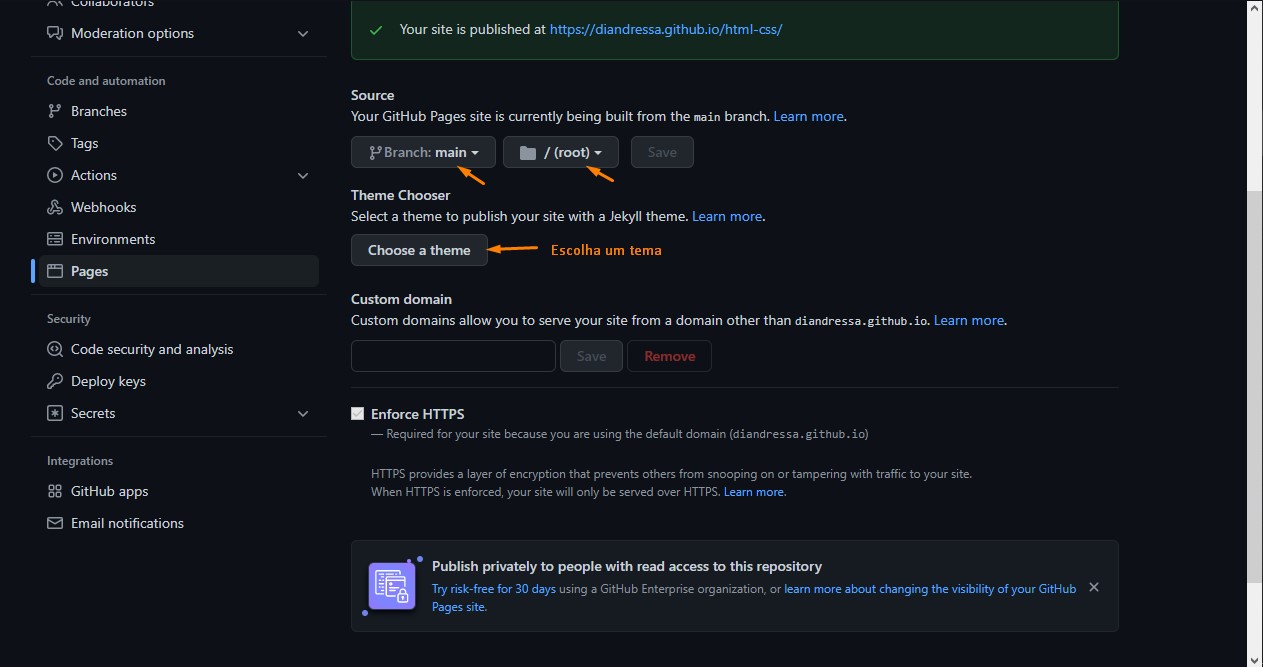 Collaborators
Moderation options
Code and automation
Branches
Tags
Actions
Webhooks
Environments
Pages
Security
Code security and analysis
Deploy keys
Secrets
Integrations
GitHub apps
Email notifications
Your site is published at https://diandressa.github.io/html-css/
Source
Your GitHub Pages site is currently being built from the main branch. Learn more.
Branch: main / (root) Save
Theme Chooser
Select a theme to publish your site with a Jekyll theme. Learn more.
Choose a theme Escolha um tema
Custom domain
Custom domains allow you to serve your site from a domain other than diandressa.github.io. Learn more.
Save Remove
Enforce HTTPS
— Required for your site because you are using the default domain (diandressa.github.io)
HTTPS provides a layer of encryption that prevents others from snooping on or tampering with traffic to your site.
When HTTPS is enforced, your site will only be served over HTTPS. Learn more.
Publish privately to people with read access to this repository
Try risk-free for 30 days using a GitHub Enterprise organization, or learn more about changing the visibility of your GitHub
Pages site.